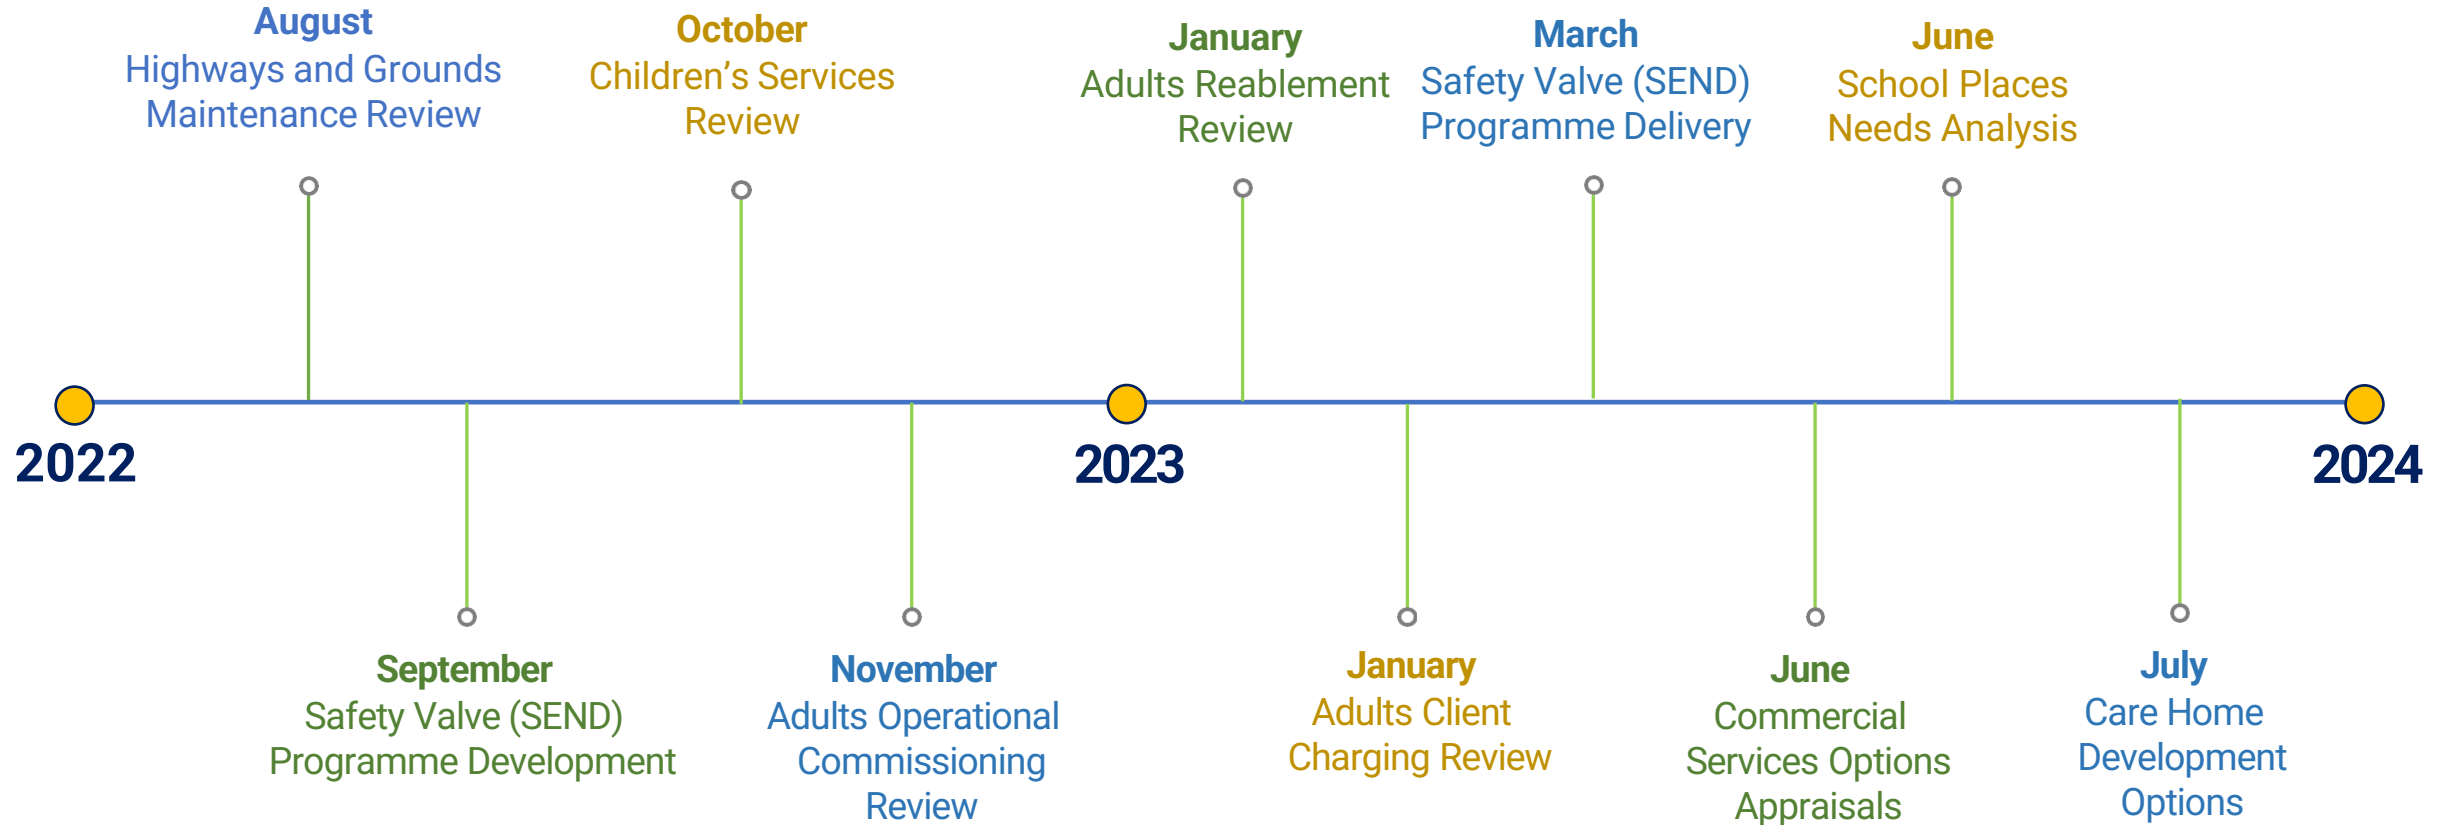 August
Highways and Grounds
Maintenance Review
October
Children’s Services
Review
January
Adults Reablement
Review
March
Safety Valve (SEND)
Programme Delivery
June
School Places
Needs Analysis
2022
2023
2024
September
Safety Valve (SEND)
Programme Development
November
Adults Operational
Commissioning
Review
January
Adults Client
Charging Review
June
Commercial
Services Options
Appraisals
July
Care Home
Development
Options